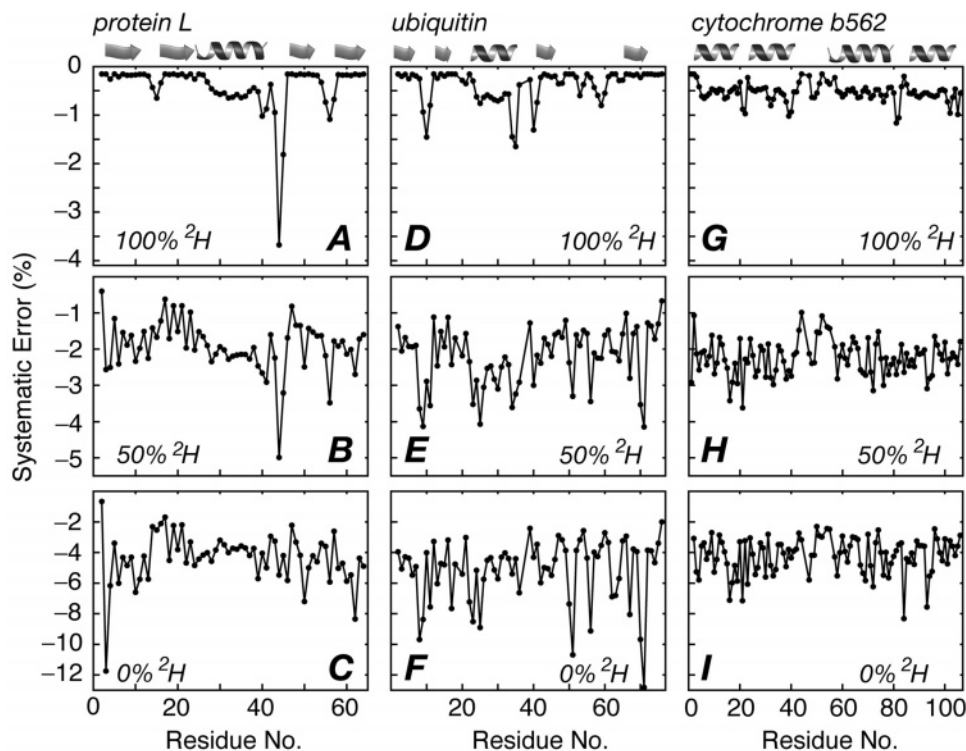 protein L
ubiquitin
cytochrome b562
Systematic Error (%)
0
−1
−2
−3
−4
100% ²H
A
100% ²H
D
100% ²H
G
−1
−2
−3
−4
−5
50% ²H
B
50% ²H
E
50% ²H
H
−2
−4
−6
−8
−10
−12
0% ²H
C
0% ²H
F
0% ²H
I
0 20 40 60
20 40 60
0 20 40 60 80 100
Residue No.
Residue No.
Residue No.